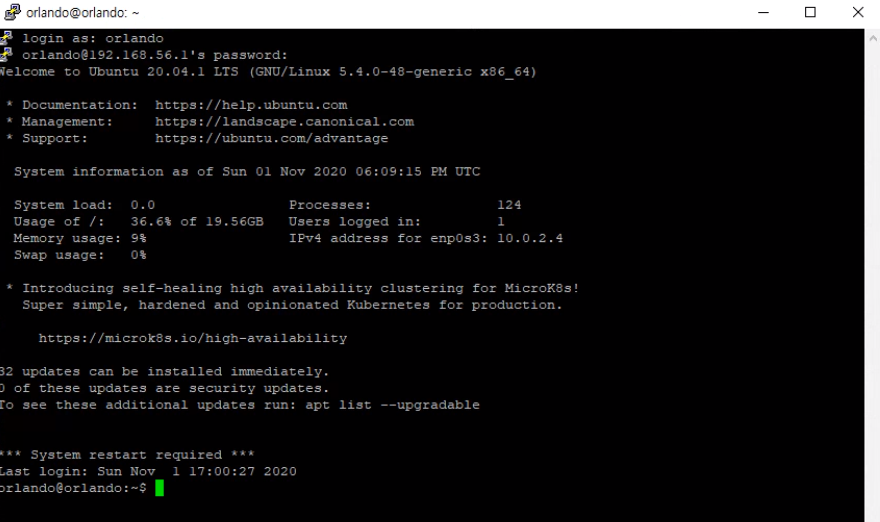 orlando@orlando: ~
login as: orlando
orlando@192.168.56.1's password:
Welcome to Ubuntu 20.04.1 LTS (GNU/Linux 5.4.0-48-generic x86_64)
* Documentation:  https://help.ubuntu.com
* Management:     https://landscape.canonical.com
* Support:        https://ubuntu.com/advantage
System information as of Sun 01 Nov 2020 06:09:15 PM UTC
System load:  0.0                Processes:               124
Usage of /:   36.6% of 19.56GB   Users logged in:         1
Memory usage: 9%                 IPv4 address for enp0s3: 10.0.2.4
Swap usage:   0%
* Introducing self-healing high availability clustering for MicroK8s!
Super simple, hardened and opinionated Kubernetes for production.
https://microk8s.io/high-availability
32 updates can be installed immediately.
0 of these updates are security updates.
To see these additional updates run: apt list --upgradable
*** System restart required ***
Last login: Sun Nov  1 17:00:27 2020
orlando@orlando:~$